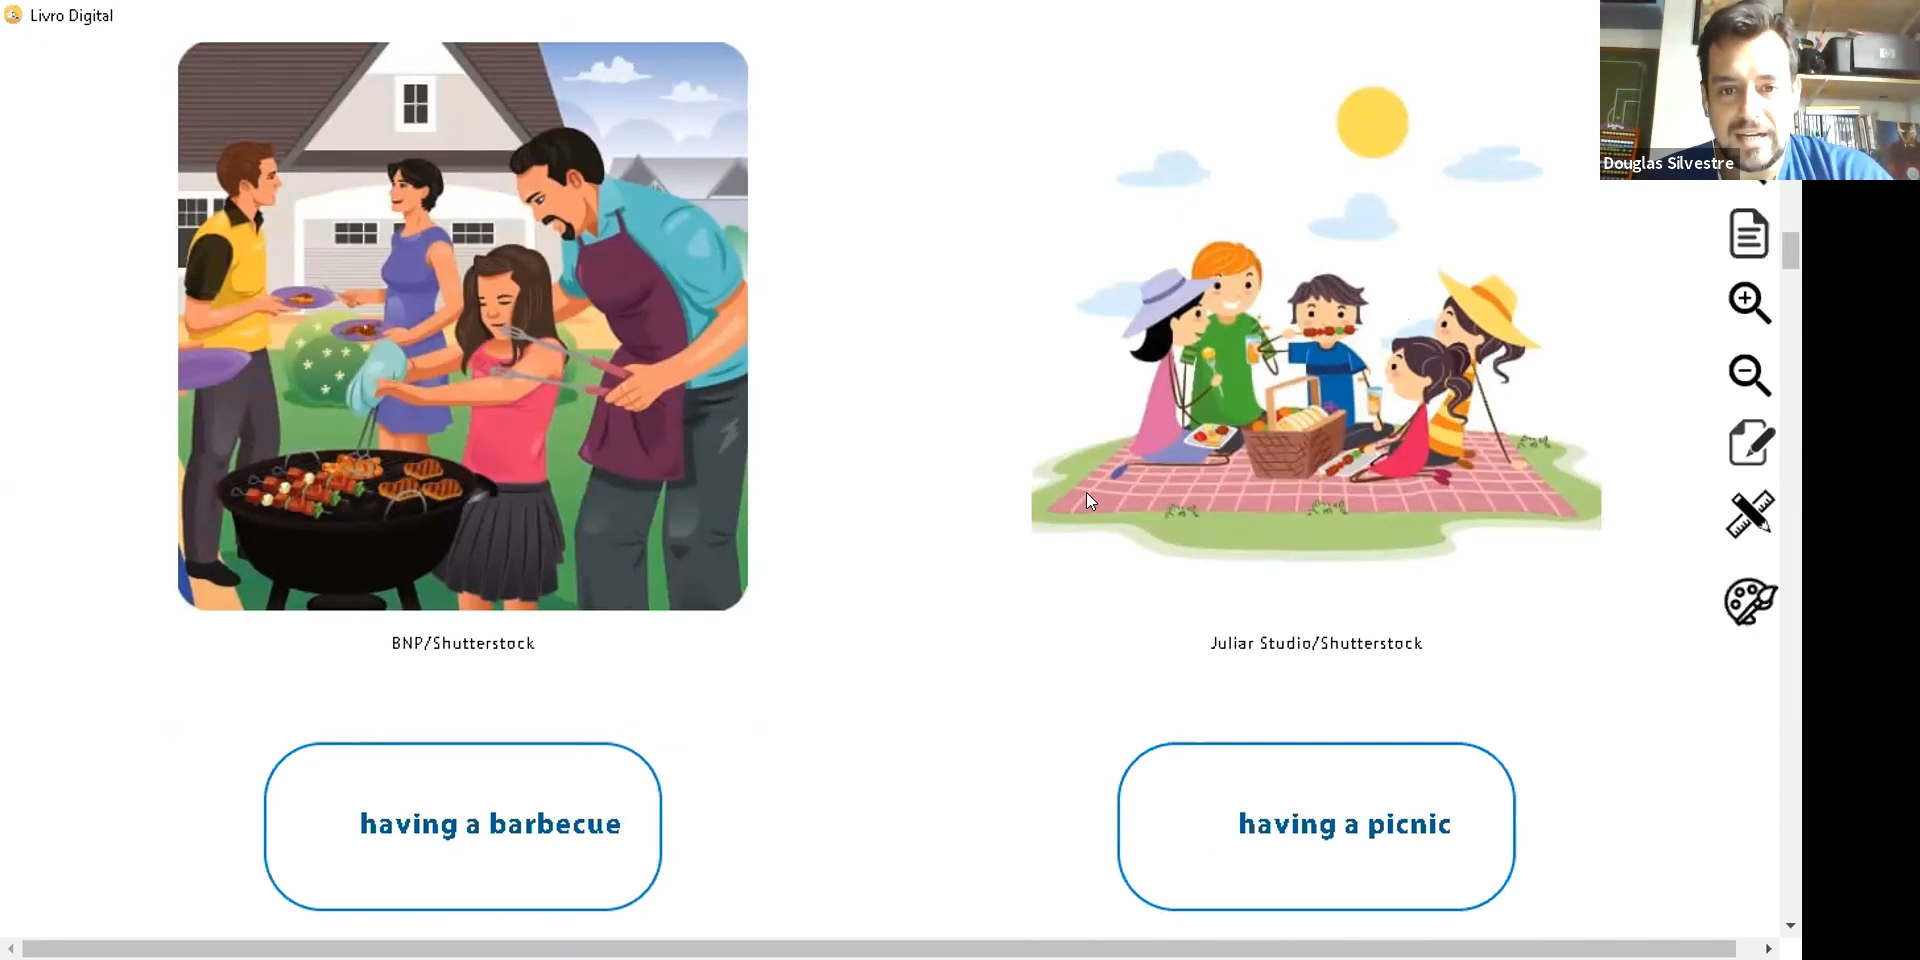 Livro Digital
Douglas Silvestre
BNP/Shutterstock
Juliar Studio/Shutterstock
having a barbecue
having a picnic